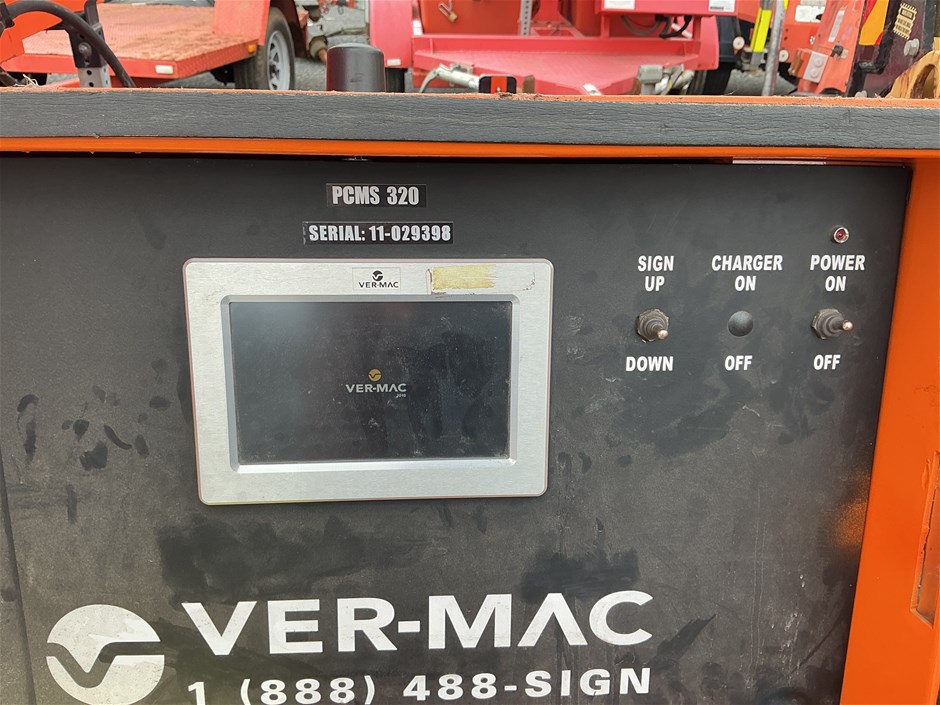 PCMS 320
SERIAL: 11-029398
VER-MAC
VER-MAC
SIGN UP
DOWN
CHARGER ON
OFF
POWER ON
OFF
VER-MAC
1 (888) 488-SIGN